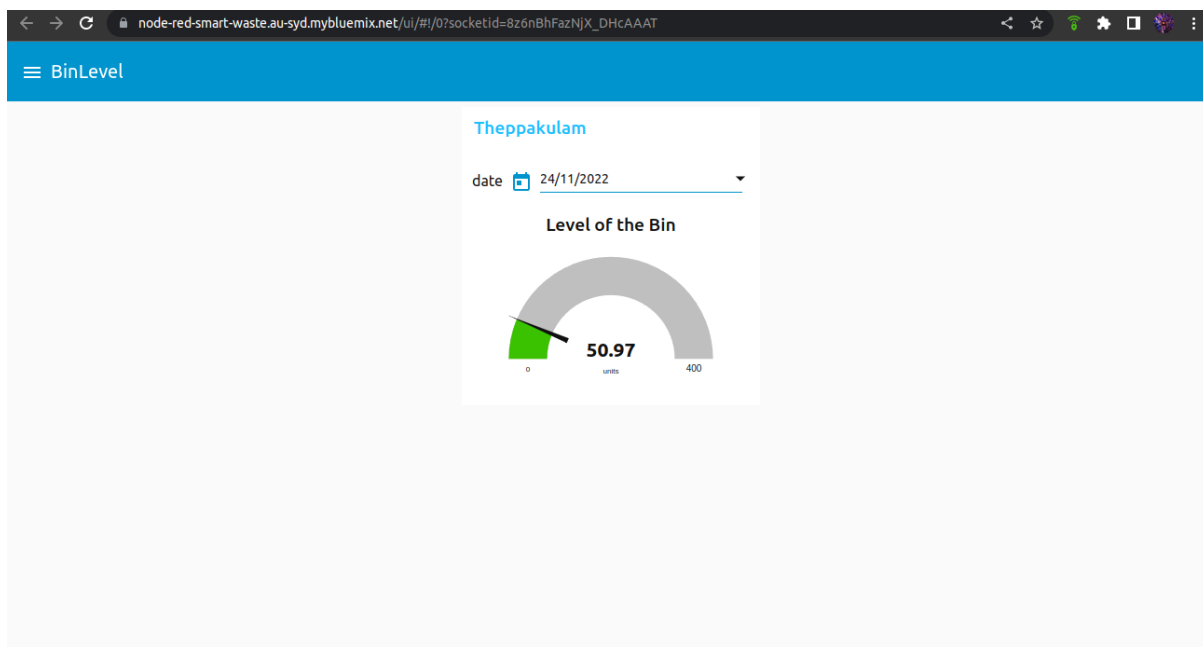 node-red-smart-waste.au-syd.mybluemix.net/ui/#!/0?socketid=8z6nBhFazNjX_DHcAAAT
BinLevel
Theppakulam
date 24/11/2022
Level of the Bin
50.97
0 units 400